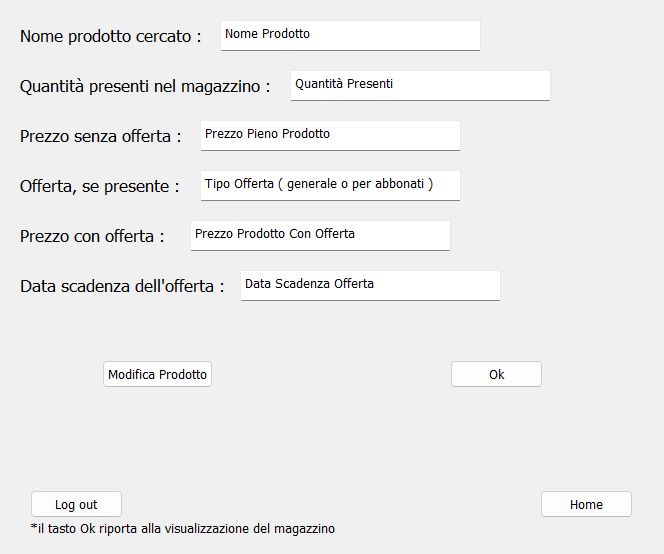 Nome prodotto cercato : Nome Prodotto
Quantità presenti nel magazzino : Quantità Presenti
Prezzo senza offerta : Prezzo Pieno Prodotto
Offerta, se presente : Tipo Offerta ( generale o per abbonati )
Prezzo con offerta : Prezzo Prodotto Con Offerta
Data scadenza dell'offerta : Data Scadenza Offerta
Modifica Prodotto Ok
Log out Home
*il tasto Ok riporta alla visualizzazione del magazzino